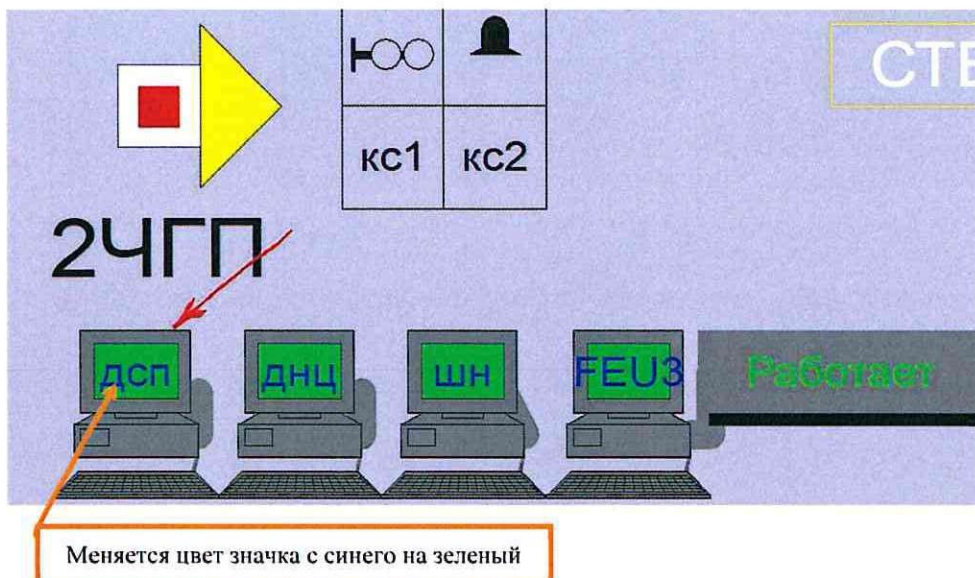 СТЕ
кс1 кс2
2ЧГП
дсп днц шн FEU3 Работает
Меняется цвет значка с синего на зеленый